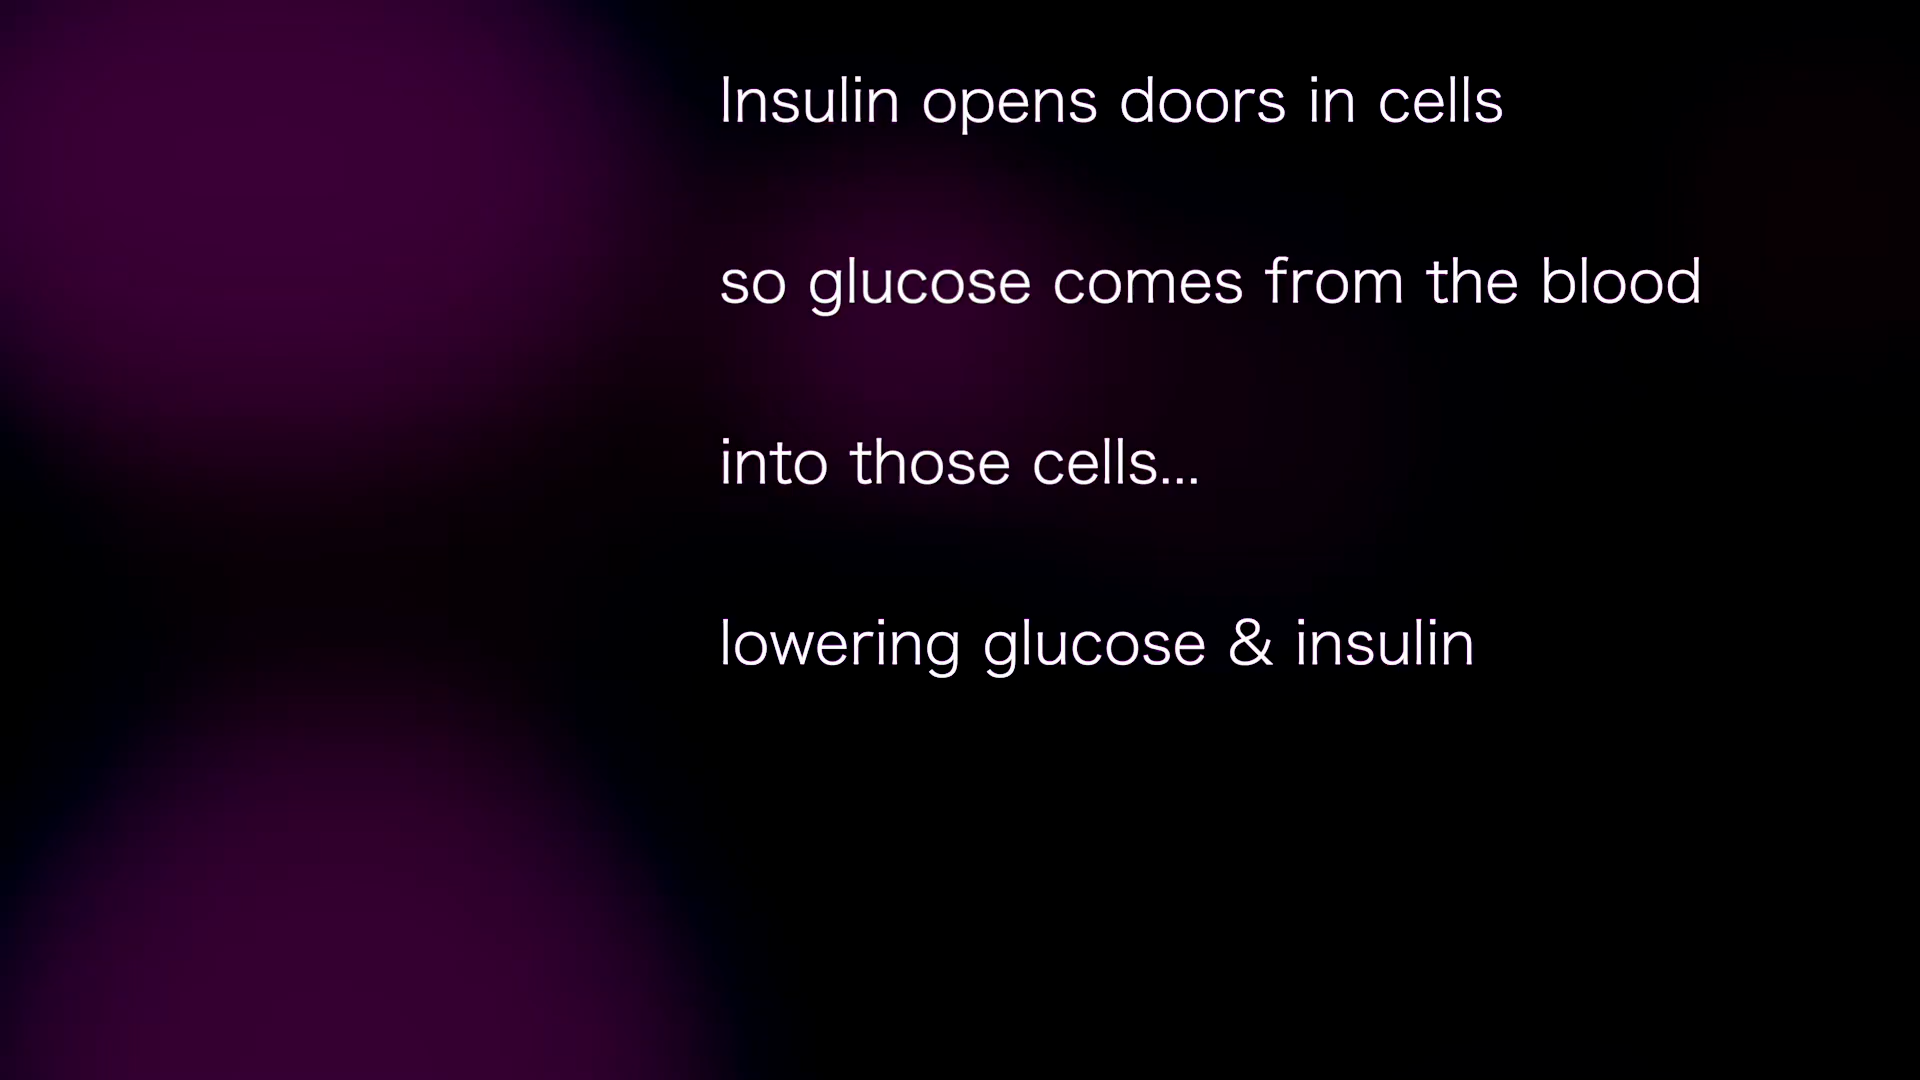 Insulin opens doors in cells
so glucose comes from the blood
into those cells...
lowering glucose & insulin